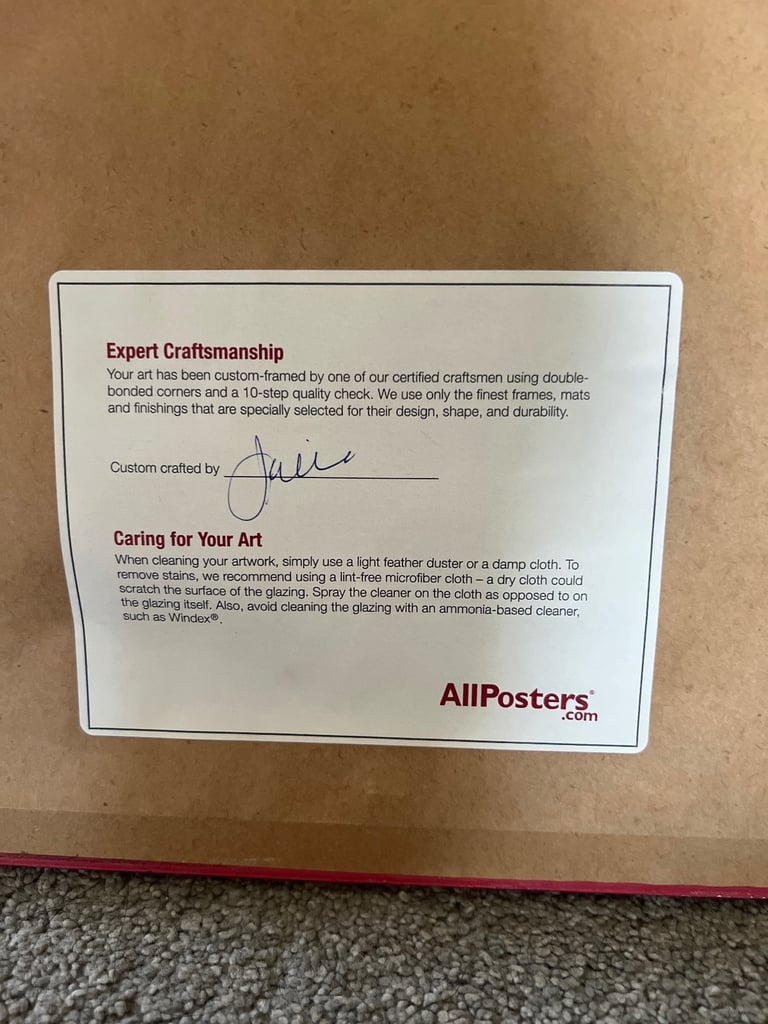 Expert Craftsmanship
Your art has been custom-framed by one of our certified craftsmen using double-
bonded corners and a 10-step quality check. We use only the finest frames, mats
and finishings that are specially selected for their design, shape, and durability.
Custom crafted by
Caring for Your Art
When cleaning your artwork, simply use a light feather duster or a damp cloth. To
remove stains, we recommend using a lint-free microfiber cloth – a dry cloth could
scratch the surface of the glazing. Spray the cleaner on the cloth as opposed to on
the glazing itself. Also, avoid cleaning the glazing with an ammonia-based cleaner,
such as Windex®.
AllPosters®
.com